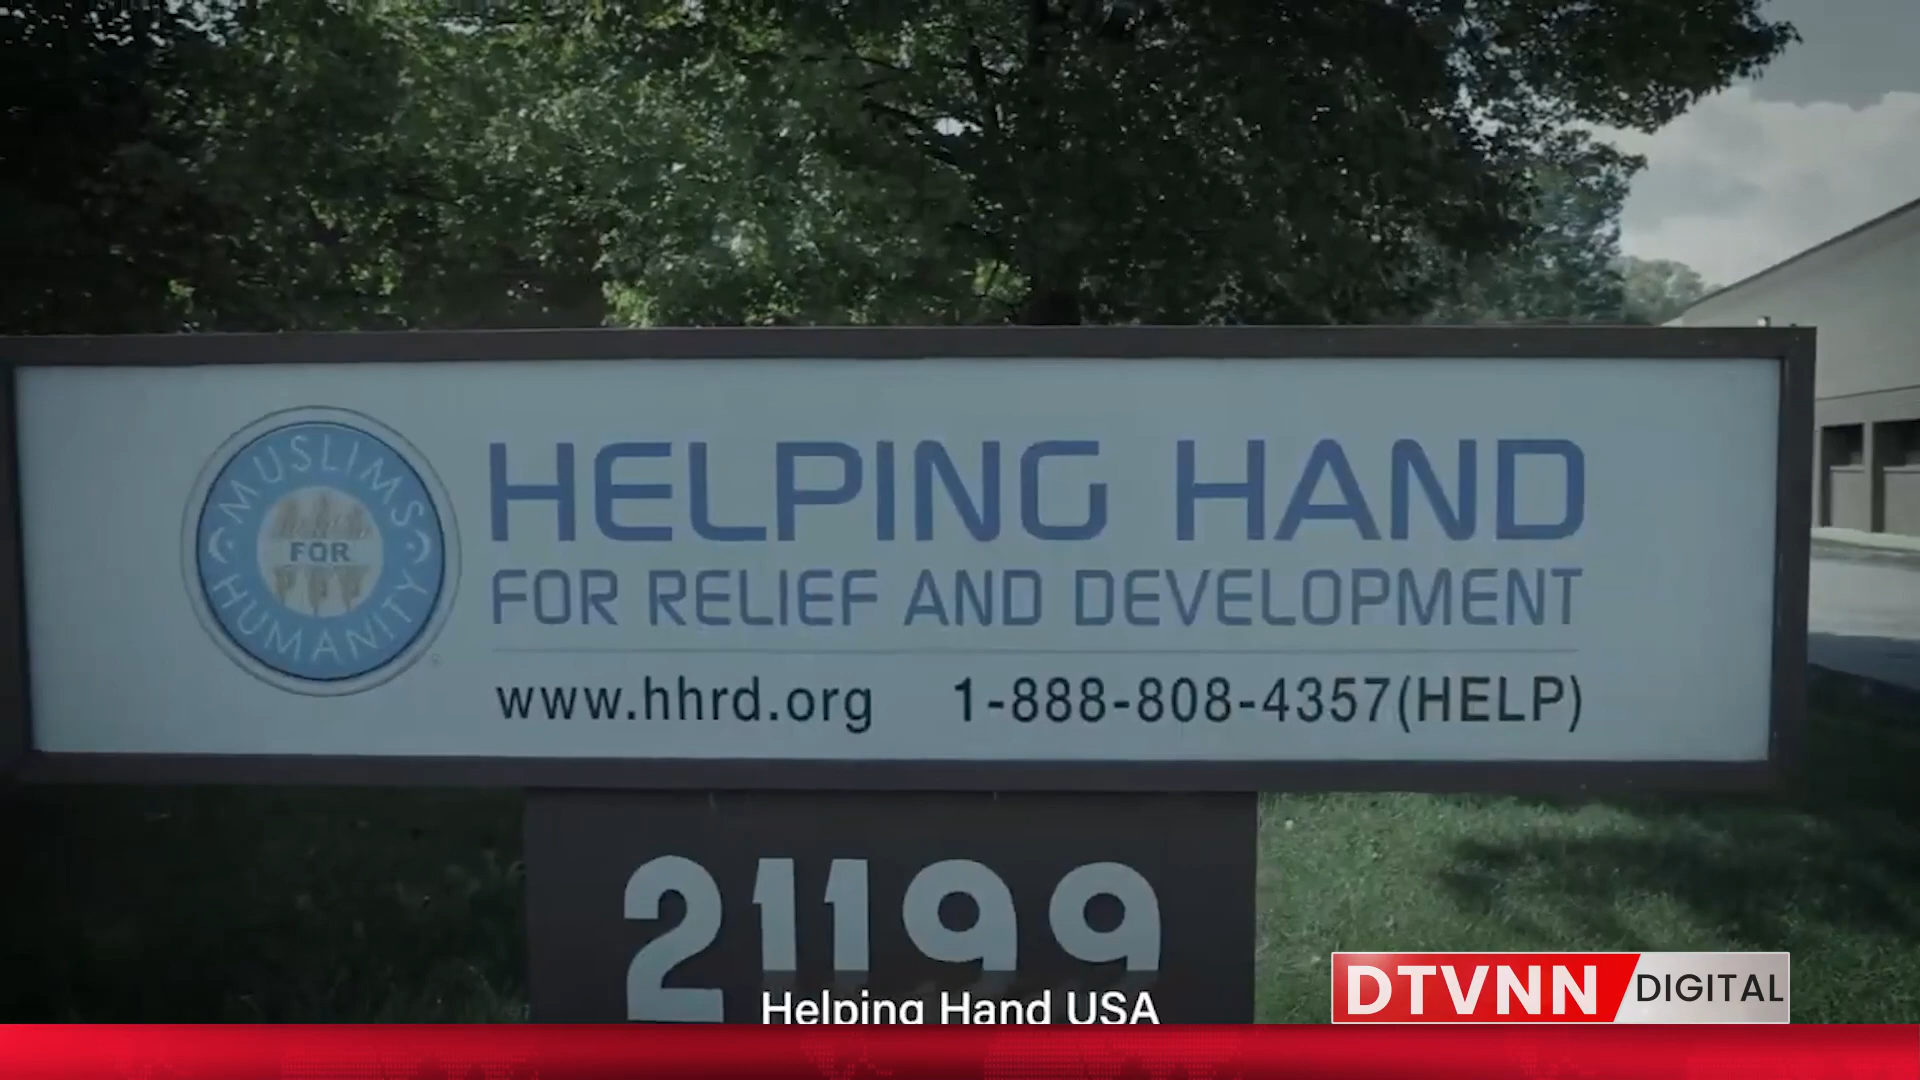 MUSLIMS
FOR
HUMANITY
HELPING HAND
FOR RELIEF AND DEVELOPMENT
www.hhrd.org 1-888-808-4357(HELP)
21199
Helping Hand USA
DTVNN DIGITAL